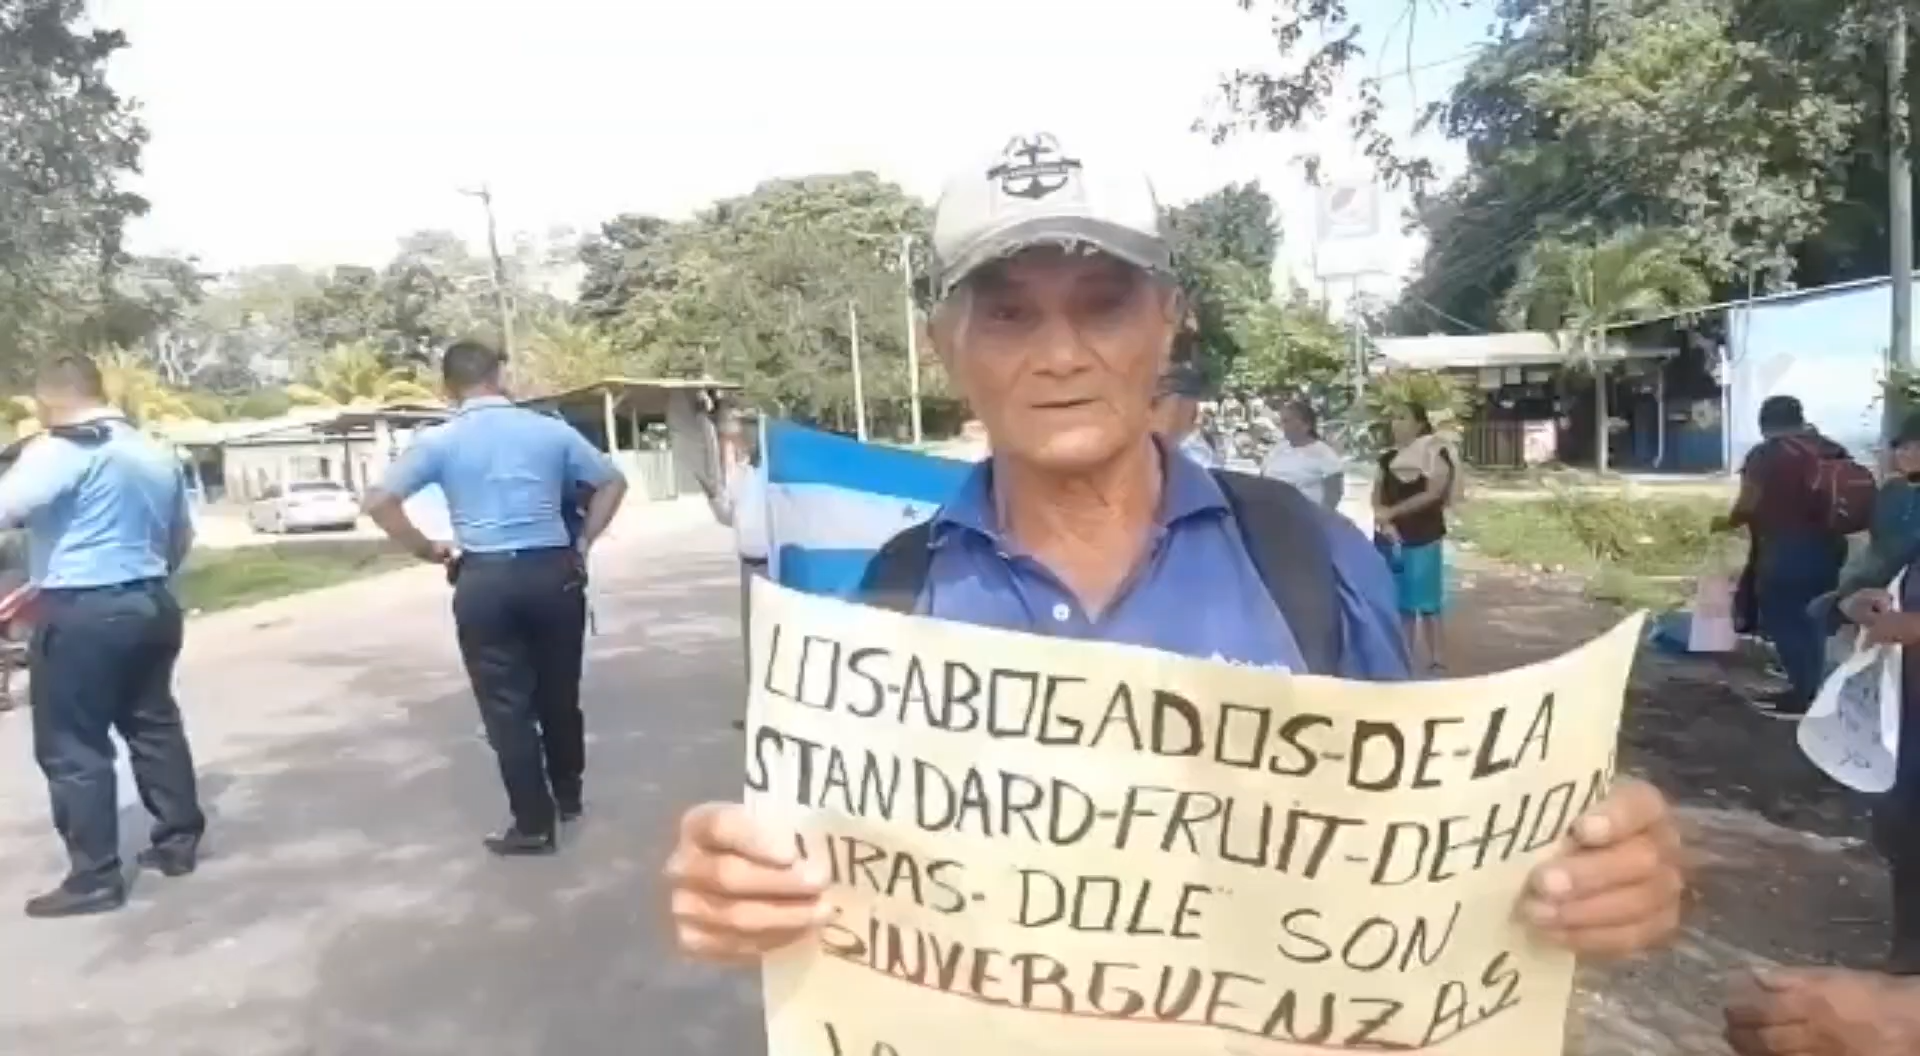 LOS-ABOGADOS-DE-LA
STANDARD-FRUIT-DE-HON
URAS-"DOLE" SON
SINVERGUENZAS